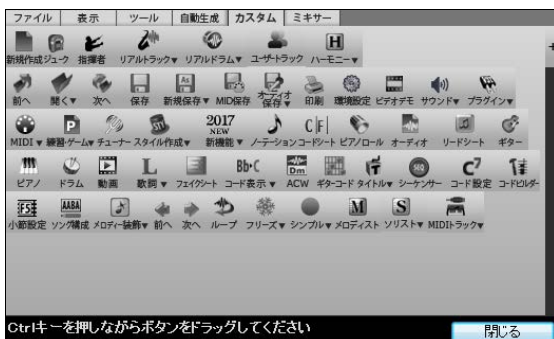 ファイル 表示 ツール 自動生成 カスタム ミキサー
H
新規作成 ジューク 指揮者 リアルトラック▼ リアルドラム▼ ユーザートラック ハーモニー▼
As
前へ 開く▼ 次へ 保存 新規保存▼ MID保存 オーディオ保存▼ 印刷 環境設定 ビデオデモ サウンド▼ プラグイン▼
P STL 2017 NEW C F
MIDI▼ 練習・ゲーム▼ チューナー スタイル作成▼ 新機能▼ ノーテーション コードシート ピアノロール オーディオ リードシート ギター
L Bb·C Dm SEQ C7
ピアノ ドラム 動画 歌詞▼ フェイクシート コード表示▼ ACW ギターコード タイトル▼ シーケンサー コード設定 コードビルダー
AABA M S
小節設定 ソング構成 メロディー装飾▼ 前へ 次へ ループ フリーズ▼ シンプル▼ メロディスト ソリスト▼ MIDIトラック▼
Ctrlキーを押しながらボタンをドラッグしてください 閉じる